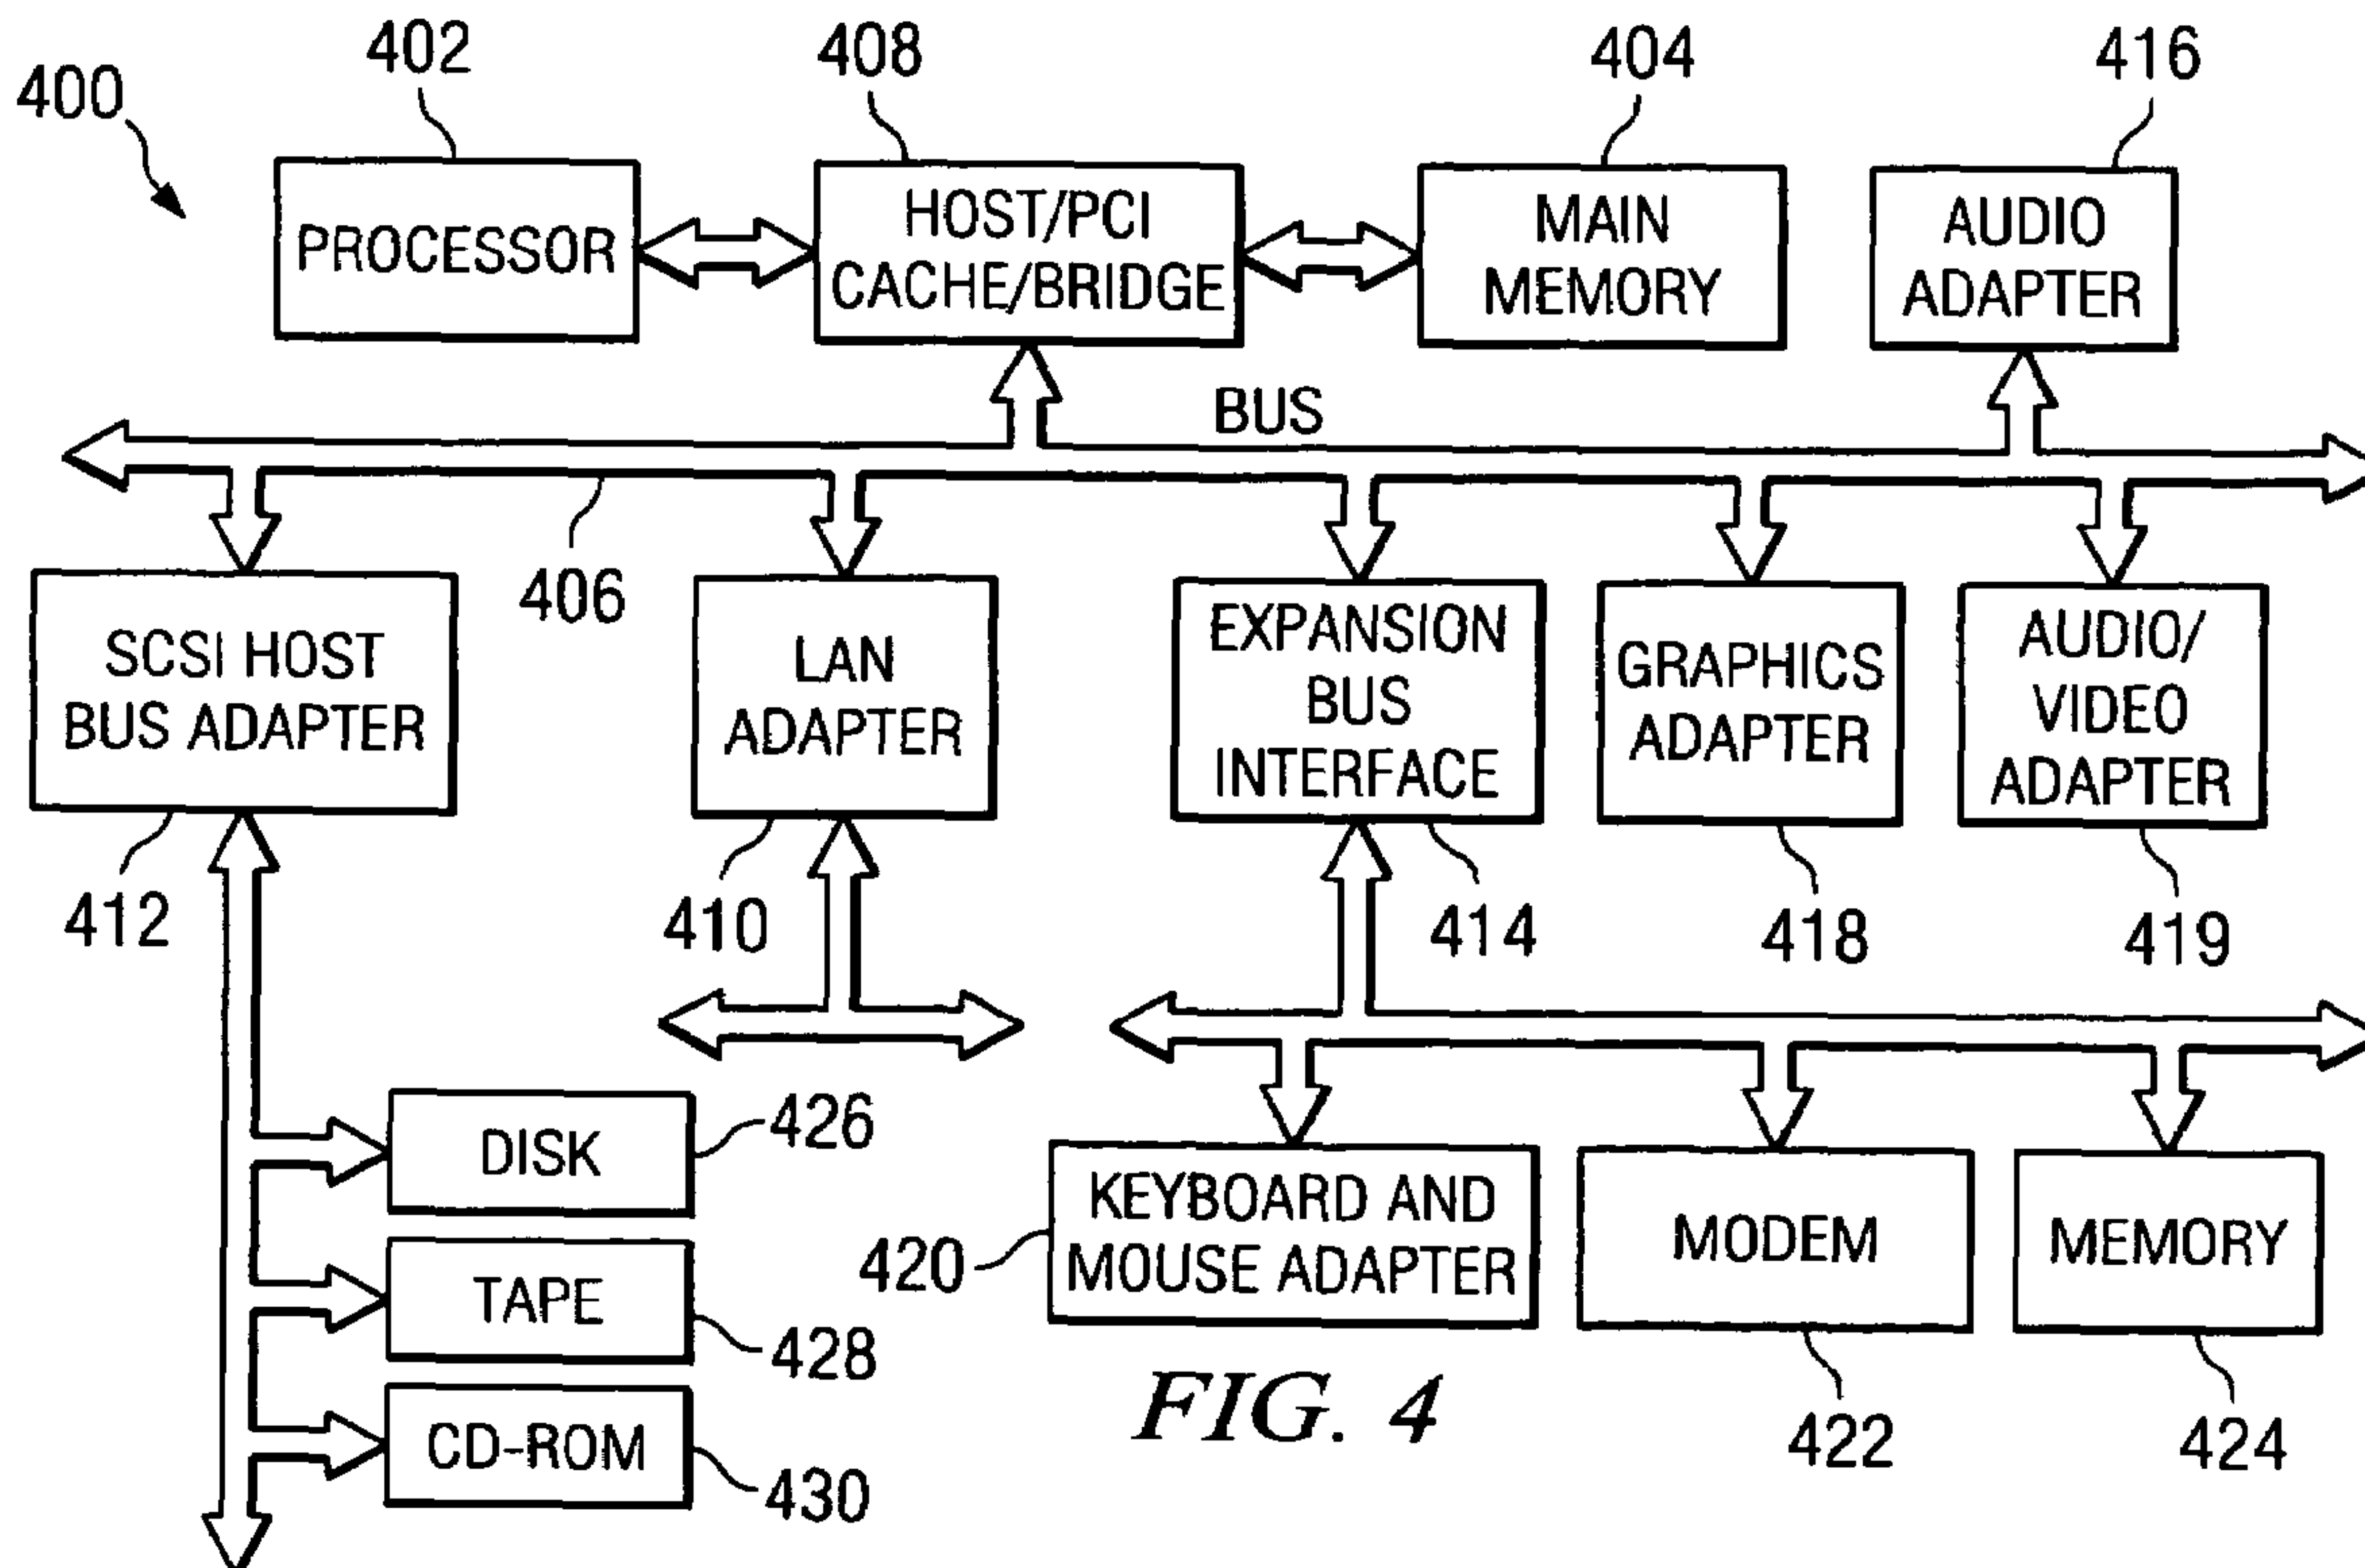 402
408
404
416
400
PROCESSOR
HOST/PCI
CACHE/BRIDGE
MAIN
MEMORY
AUDIO
ADAPTER
BUS
406
SCSI HOST
BUS ADAPTER
LAN
ADAPTER
EXPANSION
BUS
INTERFACE
GRAPHICS
ADAPTER
AUDIO/
VIDEO
ADAPTER
412
410
414
418
419
DISK
426
TAPE
428
CD-ROM
430
420
KEYBOARD AND
MOUSE ADAPTER
MODEM
MEMORY
422
424
FIG. 4